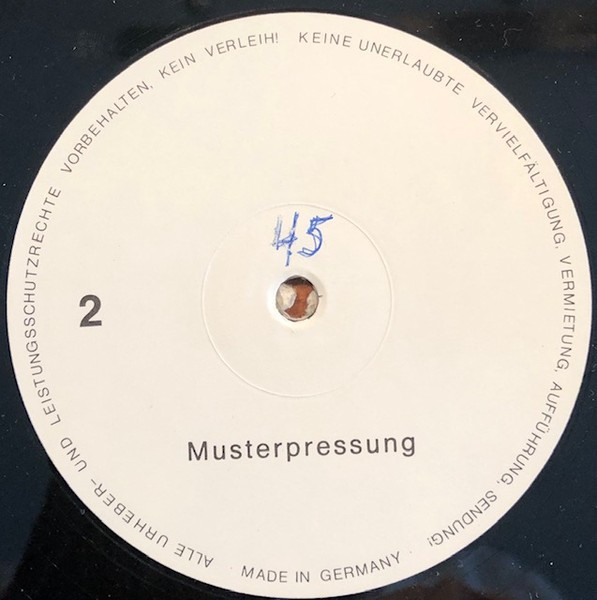 ALLE URHEBER- UND LEISTUNGSSCHUTZRECHTE VORBEHALTEN, KEIN VERLEIH! KEINE UNERLAUBTE VERVIELFÄLTIGUNG, VERMIETUNG, AUFFÜHRUNG, SENDUNG!
45
2
Musterpressung
MADE IN GERMANY